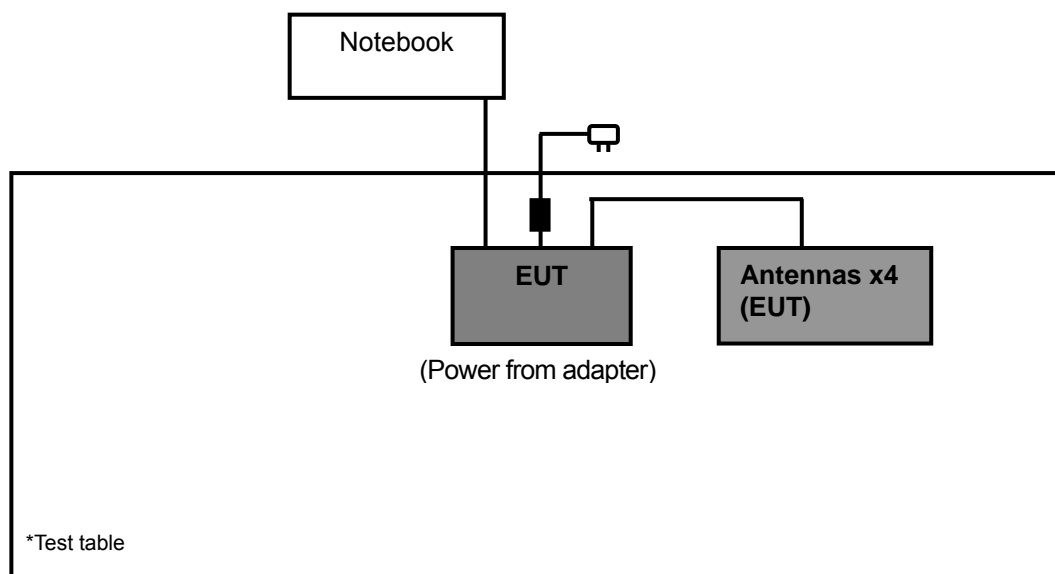 Notebook
EUT
Antennas x4
(EUT)
(Power from adapter)
*Test table